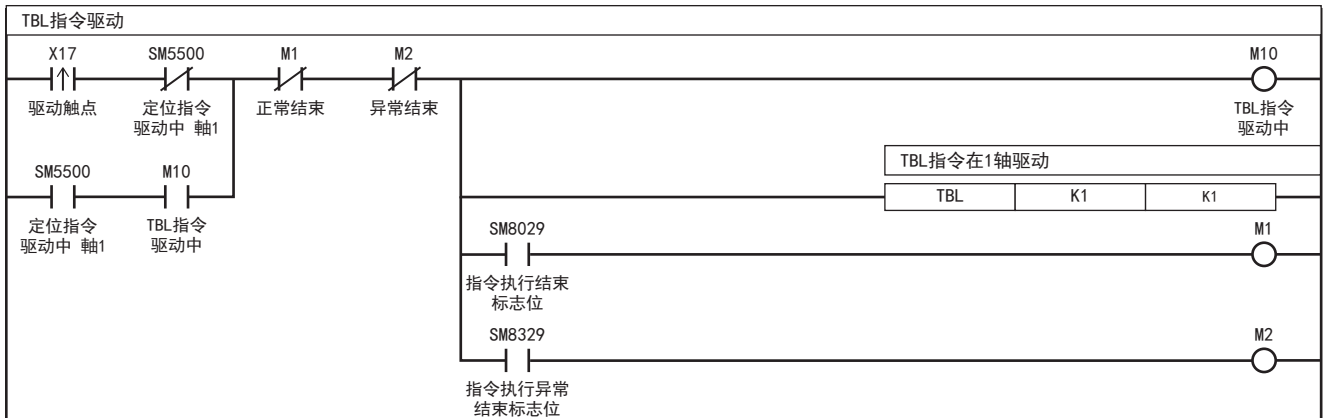 TBL指令驱动
X17
SM5500
M1
M2
M10
驱动触点
定位指令
驱动中 軸1
正常结束
异常结束
TBL指令
驱动中
TBL指令在1轴驱动
SM5500
M10
TBL
K1
K1
定位指令
驱动中 軸1
TBL指令
驱动中
SM8029
M1
指令执行结束
标志位
SM8329
M2
指令执行异常
结束标志位